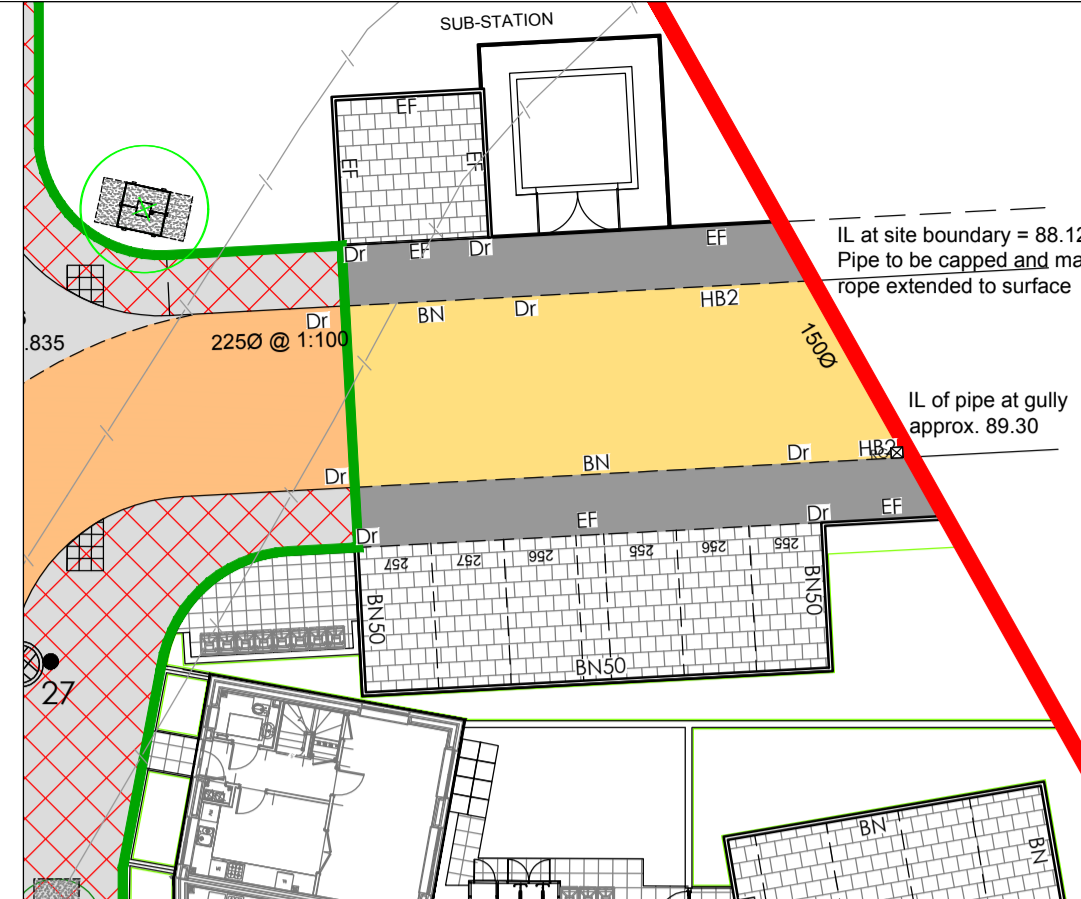 SUB-STATION
EF
EF
EF
Dr
EF
Dr
EF
IL at site boundary = 88.12
Pipe to be capped and ma
rope extended to surface
HB2
BN
Dr
Dr
.835
225Ø @ 1:100
150Ø
IL of pipe at gully
approx. 89.30
BN
Dr
HB2
Dr
EF
Dr
EF
Dr
257
257
256
255
256
255
BN50
BN50
BN50
27
BN
BN